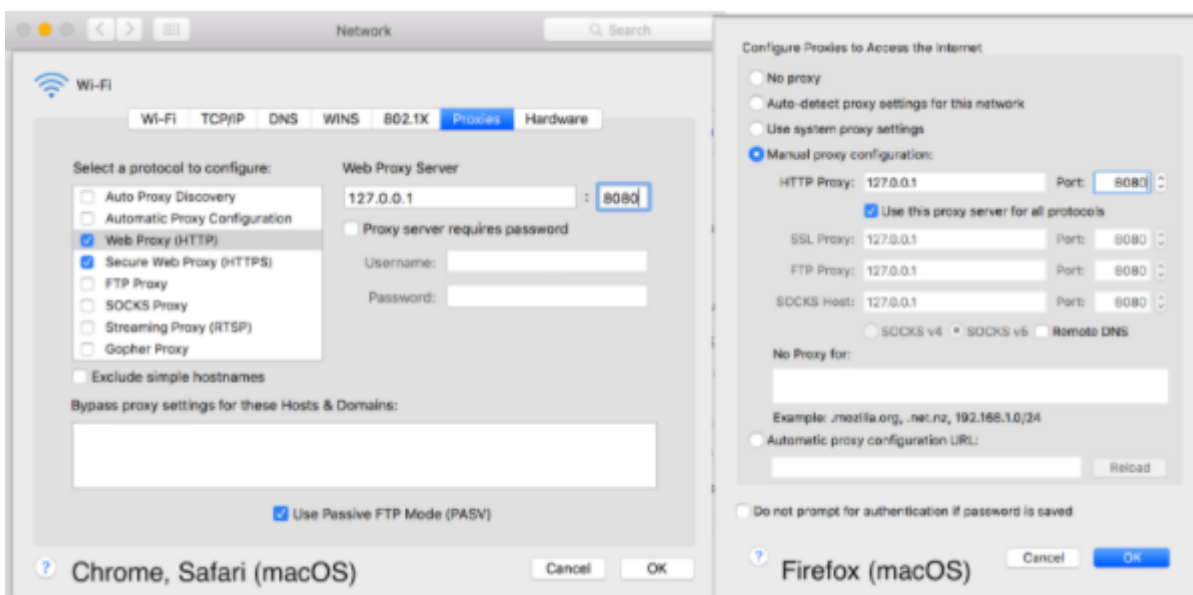 Network
Search
Wi-Fi
Wi-Fi TCP/IP DNS WINS 802.1X Proxies Hardware
Select a protocol to configure:
Auto Proxy Discovery
Automatic Proxy Configuration
Web Proxy (HTTP)
Secure Web Proxy (HTTPS)
FTP Proxy
SOCKS Proxy
Streaming Proxy (RTSP)
Gopher Proxy
Exclude simple hostnames
Web Proxy Server
127.0.0.1 : 8080
Proxy server requires password
Username:
Password:
Bypass proxy settings for these Hosts & Domains:
Use Passive FTP Mode (PASV)
? Chrome, Safari (macOS)
Cancel OK
Configure Proxies to Access the Internet
No proxy
Auto-detect proxy settings for this network
Use system proxy settings
Manual proxy configuration:
HTTP Proxy: 127.0.0.1 Port: 8080
Use this proxy server for all protocols
SSL Proxy: 127.0.0.1 Port: 8080
FTP Proxy: 127.0.0.1 Port: 8080
SOCKS Host: 127.0.0.1 Port: 8080
SOCKS v4 SOCKS v5 Remote DNS
No Proxy for:
Example: .mozilla.org, .net.nz, 192.168.1.0/24
Automatic proxy configuration URL:
Reload
Do not prompt for authentication if password is saved
? Firefox (macOS)
Cancel OK